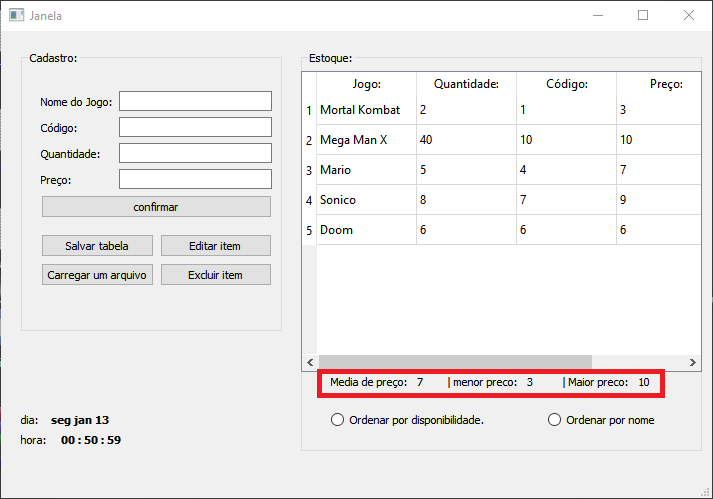 Janela
Cadastro:
Nome do Jogo:
Código:
Quantidade:
Preço:
confirmar
Salvar tabela Editar item
Carregar um arquivo Excluir item
dia: seg jan 13
hora: 00 : 50 : 59
Estoque:
Jogo: Quantidade: Código: Preço:
1 Mortal Kombat 2 1 3
2 Mega Man X 40 10 10
3 Mario 5 4 7
4 Sonico 8 7 9
5 Doom 6 6 6
Media de preço: 7 | menor preco: 3 | Maior preco: 10
Ordenar por disponibilidade. Ordenar por nome